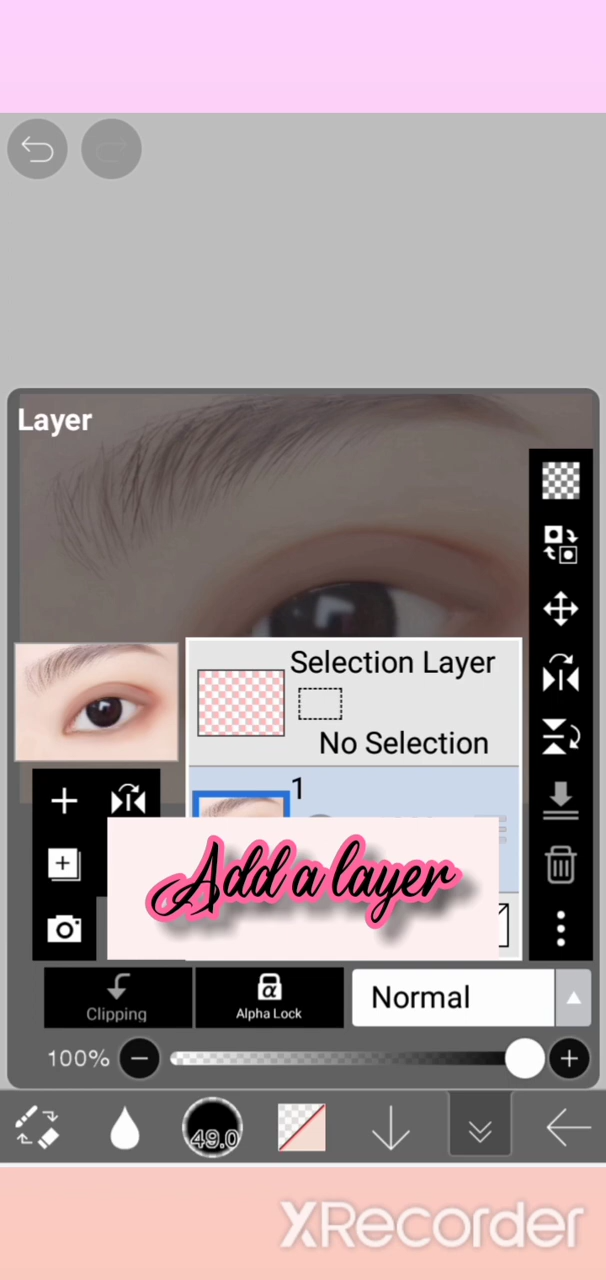 Layer
Selection Layer
No Selection
1
Add a layer
Clipping
α
Alpha Lock
Normal
100%
49.0
XRecorder